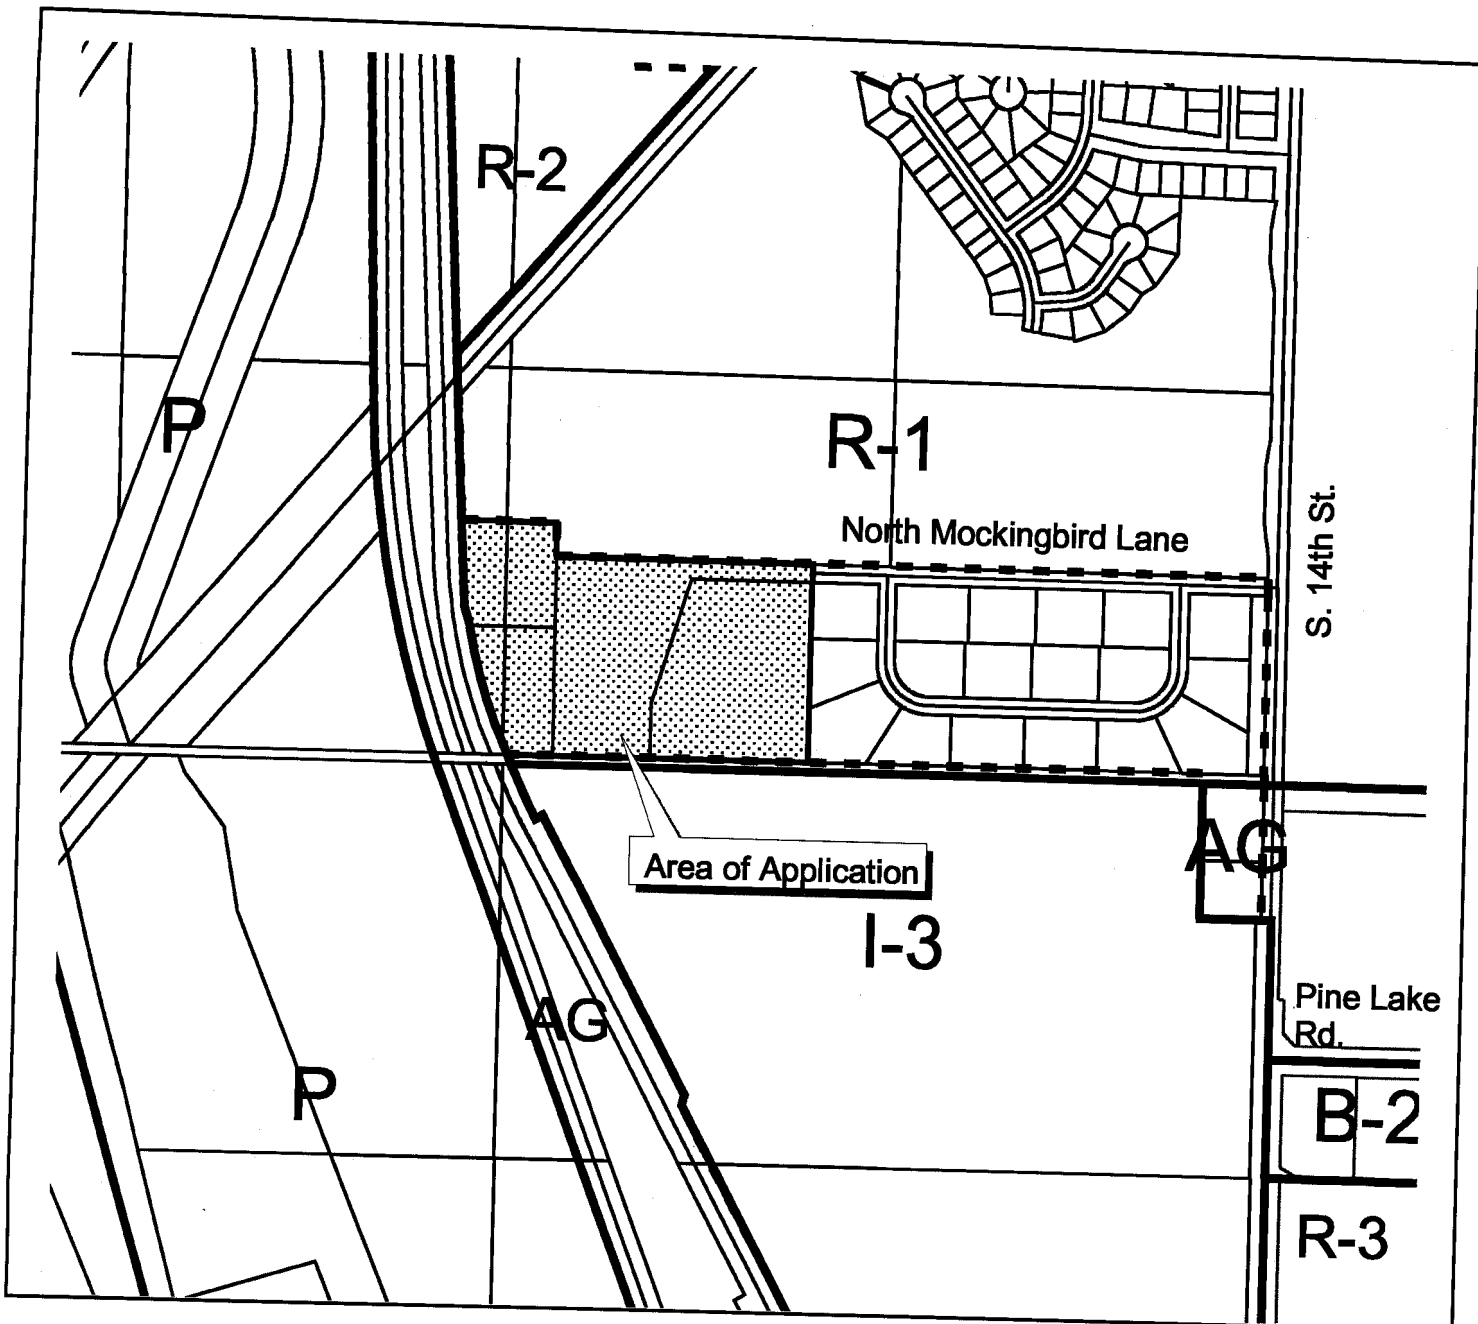 R-2
P
R-1
North Mockingbird Lane
S. 14th St.
AG
Area of Application
I-3
Pine Lake
Rd.
AG
P
B-2
R-3